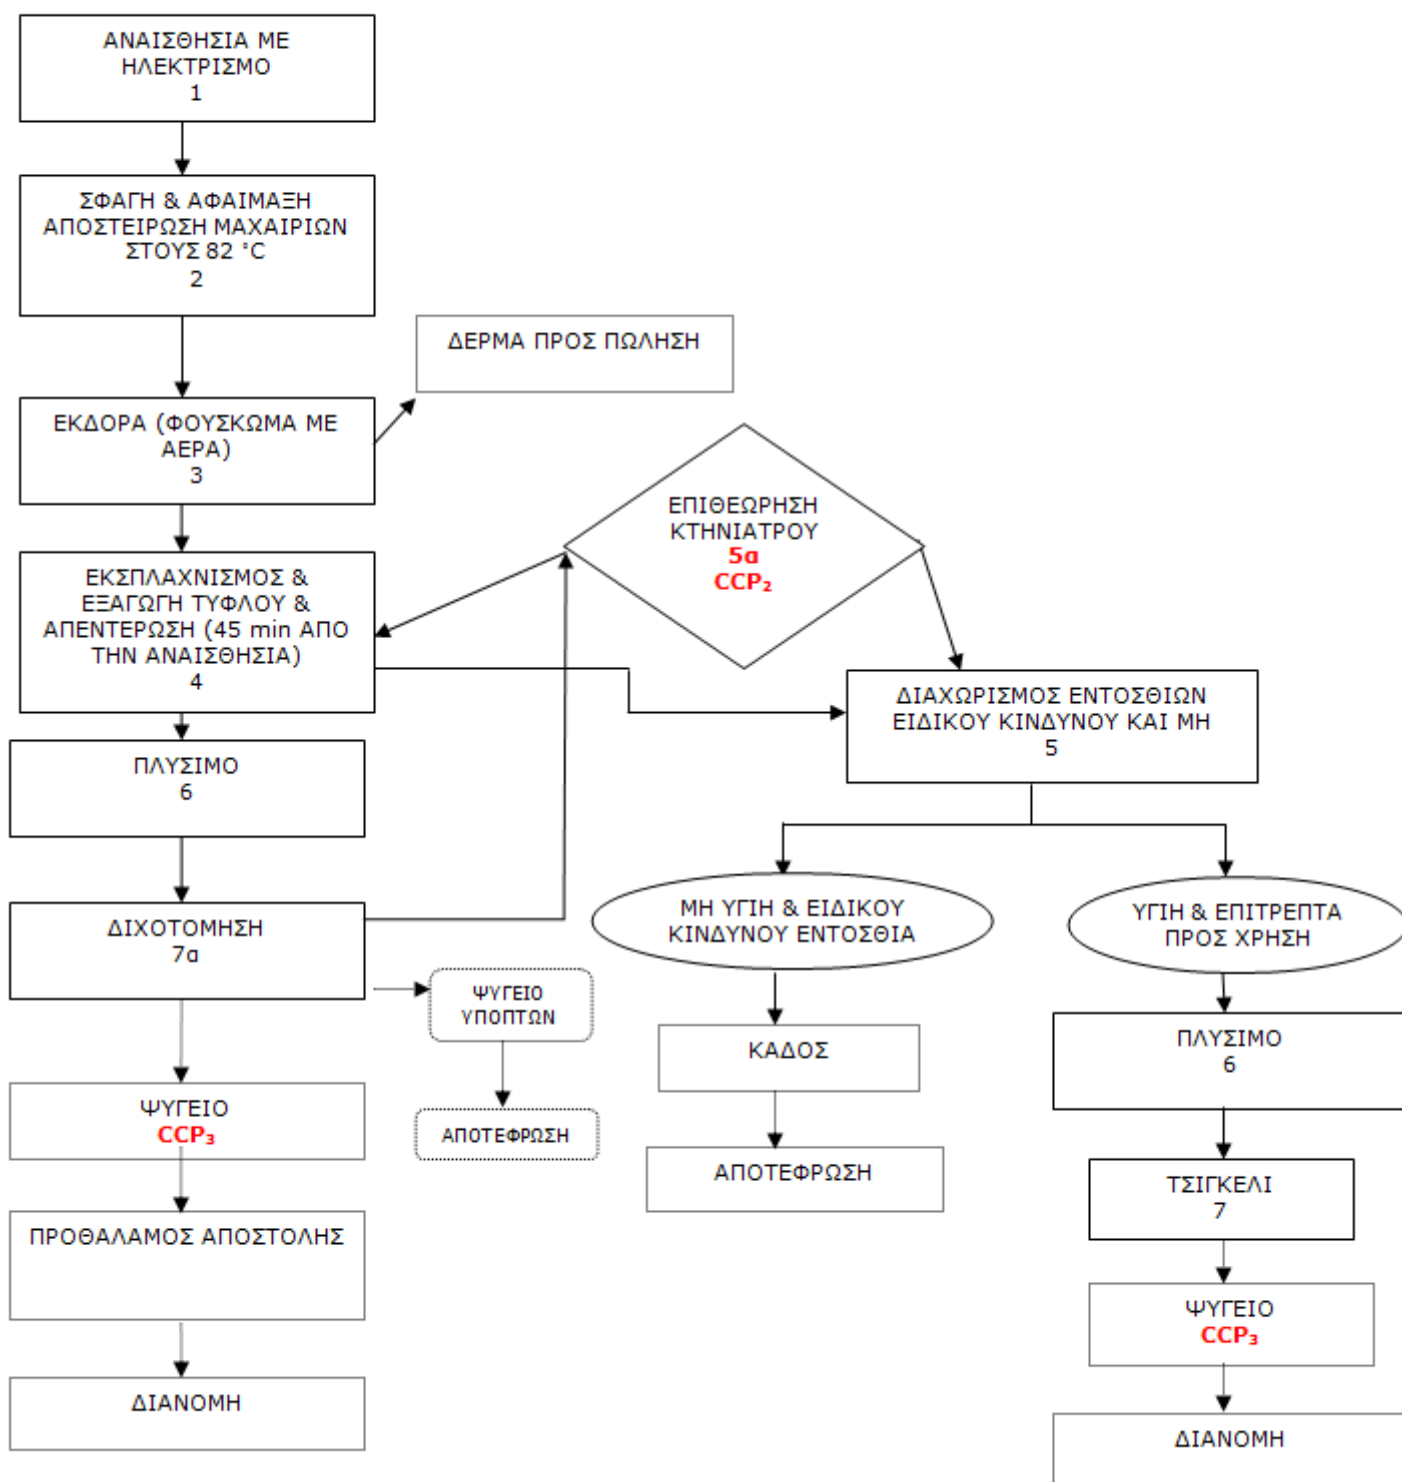 ΑΝΑΙΣΘΗΣΙΑ ΜΕ
ΗΛΕΚΤΡΙΣΜΟ
1
ΣΦΑΓΗ & ΑΦΑΙΜΑΞΗ
ΑΠΟΣΤΕΙΡΩΣΗ ΜΑΧΑΙΡΙΩΝ
ΣΤΟΥΣ 82 °C
2
ΔΕΡΜΑ ΠΡΟΣ ΠΩΛΗΣΗ
ΕΚΔΟΡΑ (ΦΟΥΣΚΩΜΑ ΜΕ
ΑΕΡΑ)
3
ΕΠΙΘΕΩΡΗΣΗ
ΚΤΗΝΙΑΤΡΟΥ
5α
CCP₂
ΕΚΣΠΛΑΧΝΙΣΜΟΣ &
ΕΞΑΓΩΓΗ ΤΥΦΛΟΥ &
ΑΠΕΝΤΕΡΩΣΗ (45 min ΑΠΟ
ΤΗΝ ΑΝΑΙΣΘΗΣΙΑ)
4
ΔΙΑΧΩΡΙΣΜΟΣ ΕΝΤΟΣΘΙΩΝ
ΕΙΔΙΚΟΥ ΚΙΝΔΥΝΟΥ ΚΑΙ ΜΗ
5
ΠΛΥΣΙΜΟ
6
ΔΙΧΟΤΟΜΗΣΗ
7α
ΜΗ ΥΓΙΗ & ΕΙΔΙΚΟΥ
ΚΙΝΔΥΝΟΥ ΕΝΤΟΣΘΙΑ
ΥΓΙΗ & ΕΠΙΤΡΕΠΤΑ
ΠΡΟΣ ΧΡΗΣΗ
ΨΥΓΕΙΟ
ΥΠΟΠΤΩΝ
ΚΑΔΟΣ
ΠΛΥΣΙΜΟ
6
ΨΥΓΕΙΟ
CCP₃
ΑΠΟΤΕΦΡΩΣΗ
ΑΠΟΤΕΦΡΩΣΗ
ΤΣΙΓΚΕΛΙ
7
ΠΡΟΘΑΛΑΜΟΣ ΑΠΟΣΤΟΛΗΣ
ΨΥΓΕΙΟ
CCP₃
ΔΙΑΝΟΜΗ
ΔΙΑΝΟΜΗ